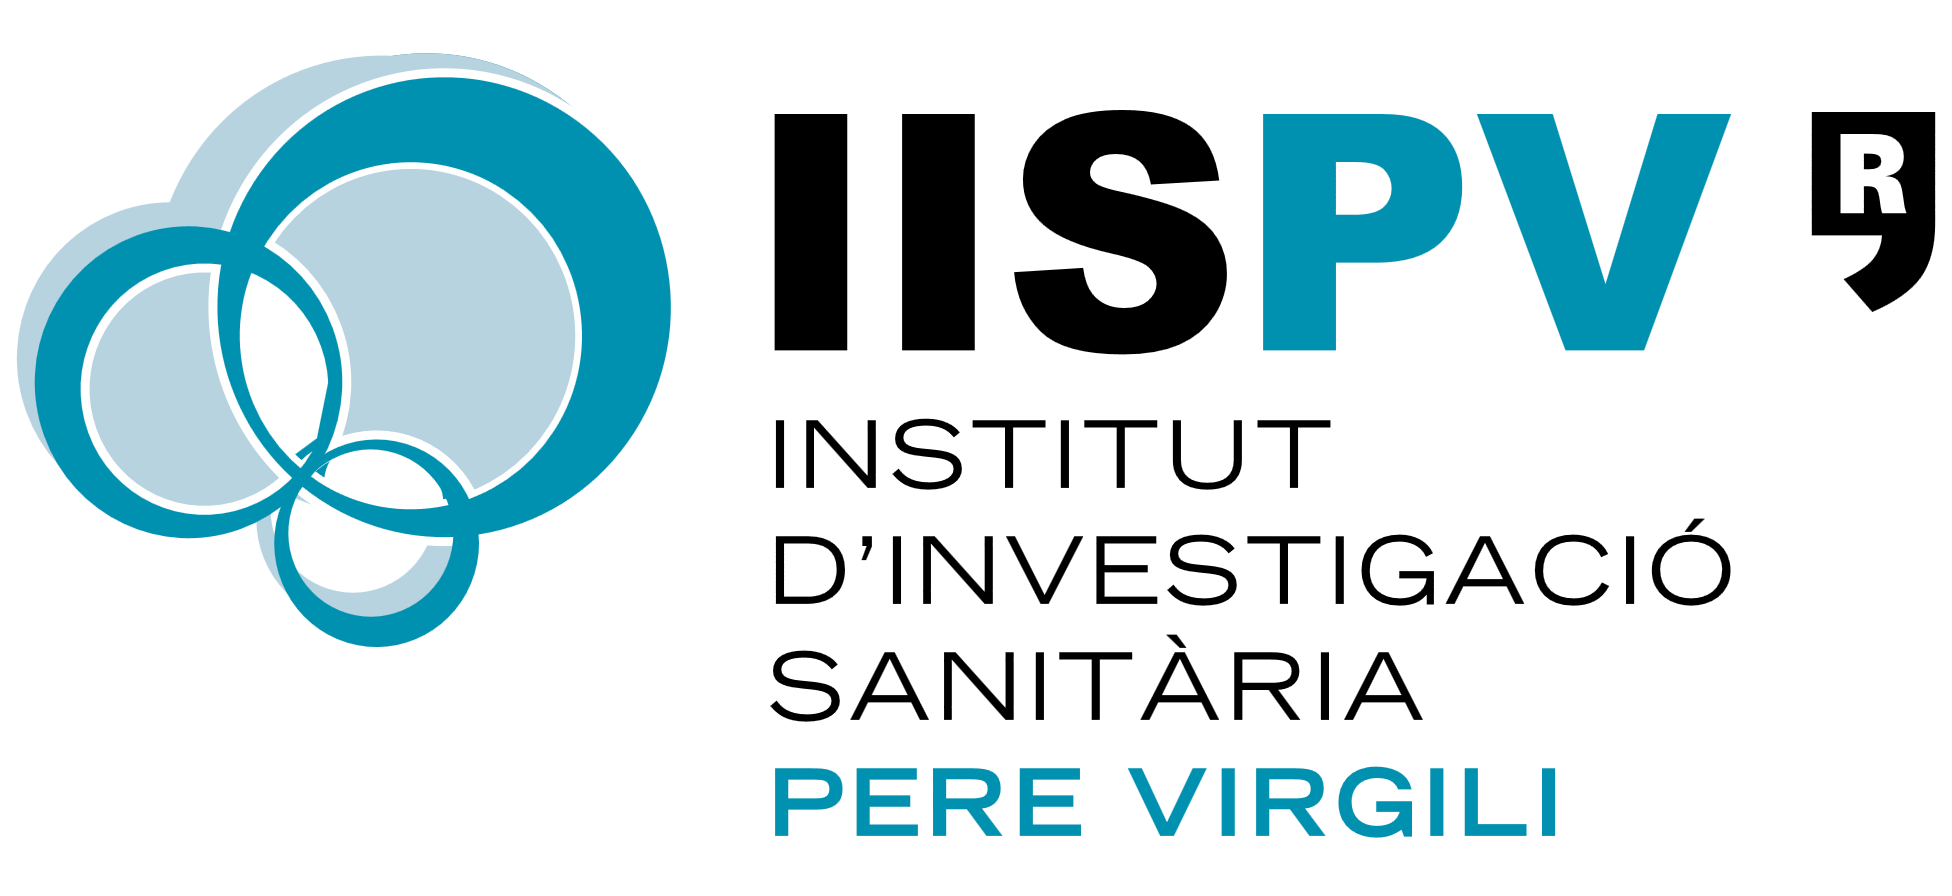 IISPV R
INSTITUT
D’INVESTIGACIÓ
SANITÀRIA
PERE VIRGILI